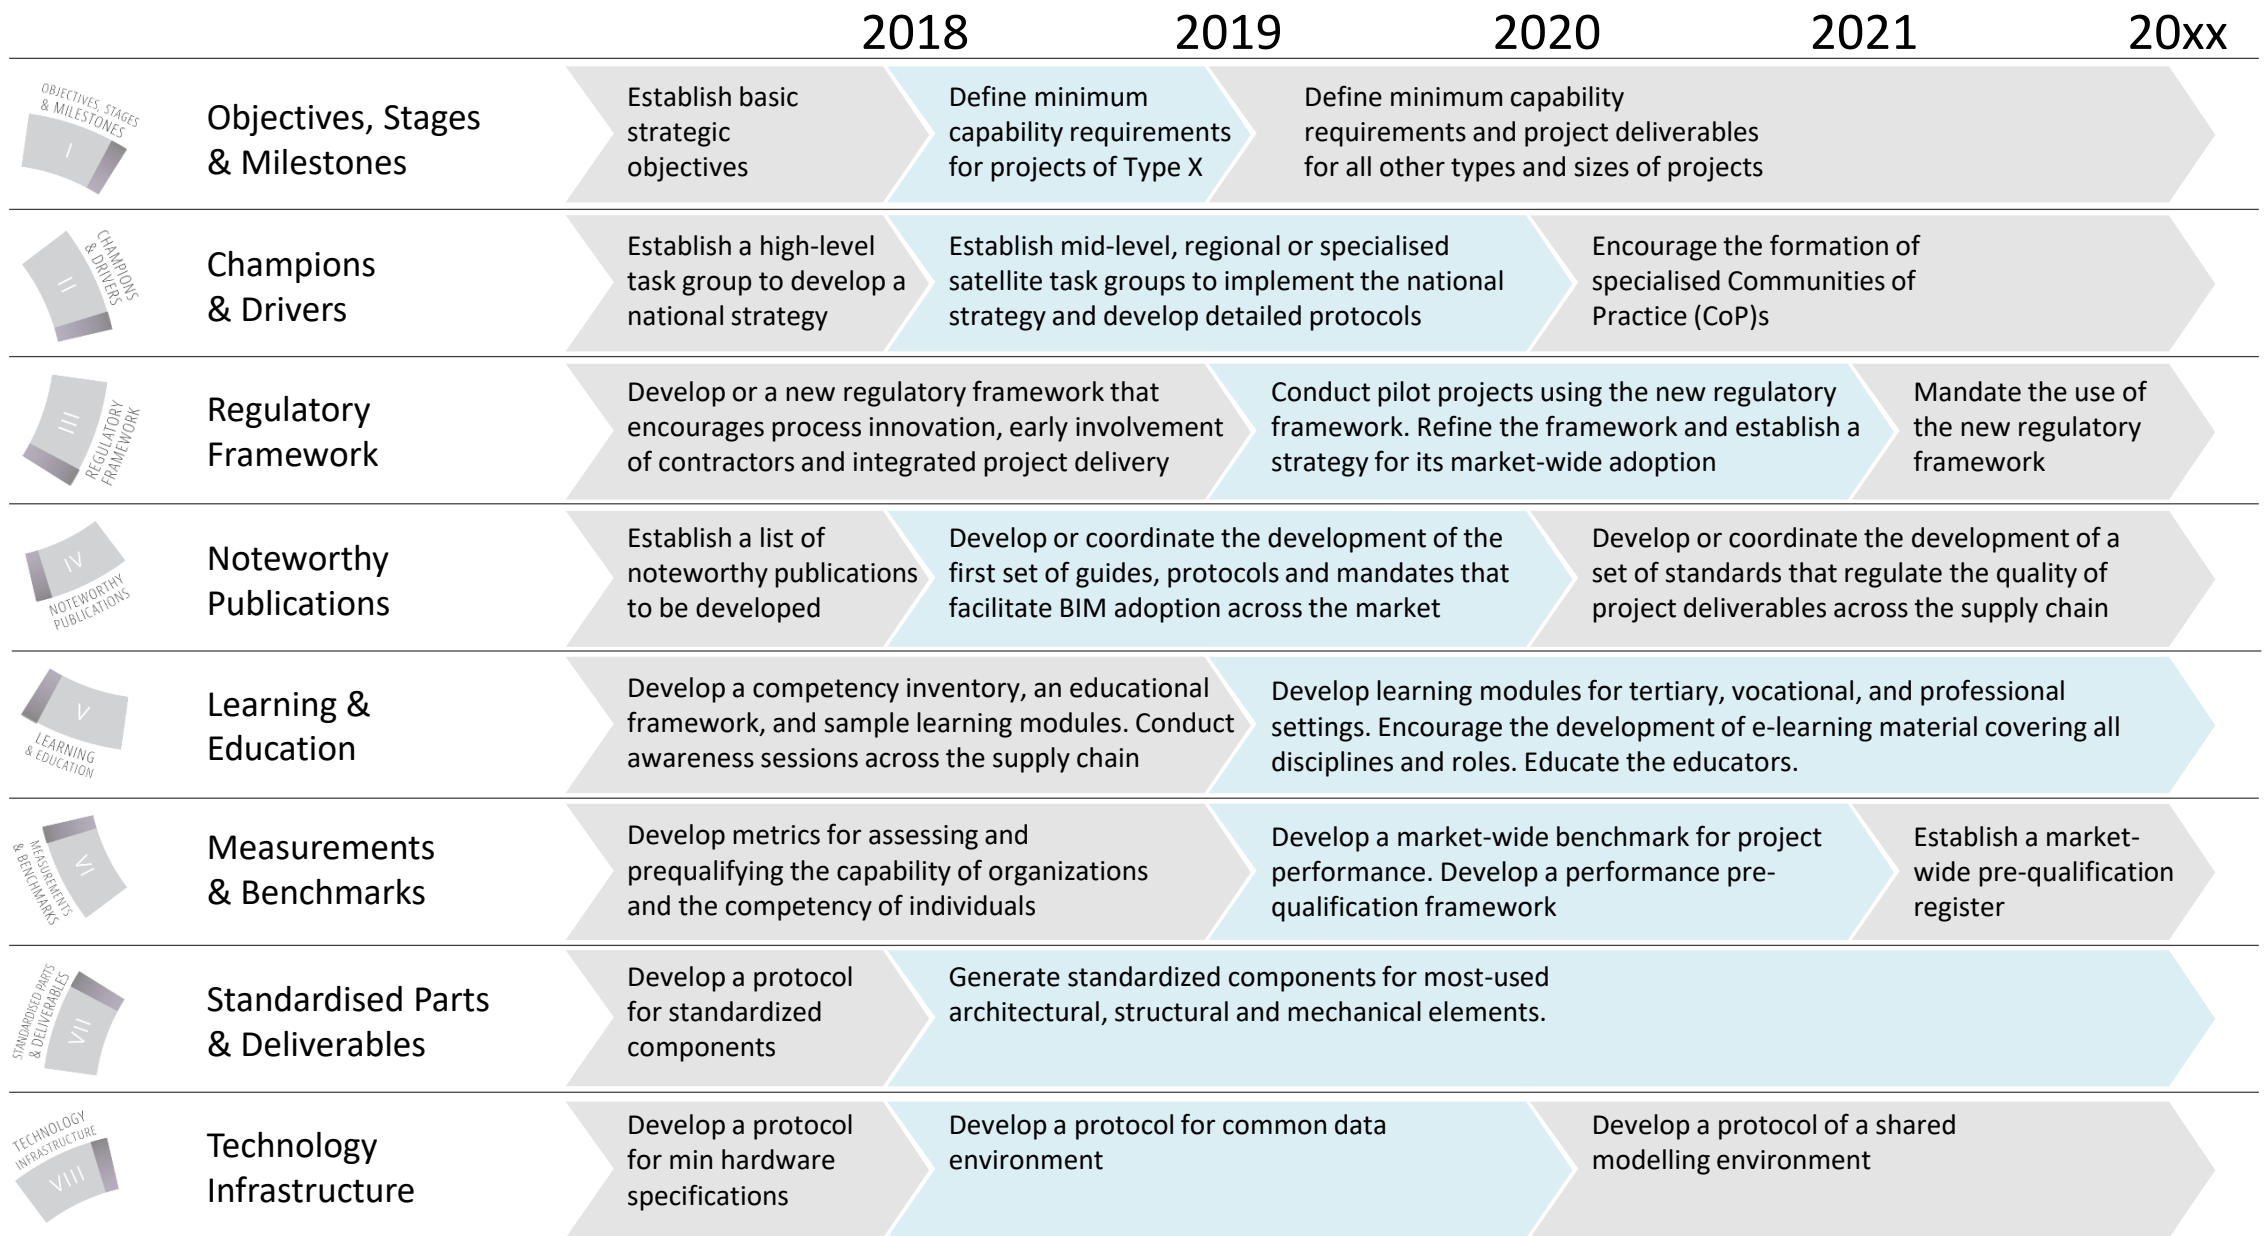 2018 2019 2020 2021 20xx
OBJECTIVES, STAGES
& MILESTONES
I
Objectives, Stages
& Milestones
Establish basic
strategic
objectives
Define minimum
capability requirements
for projects of Type X
Define minimum capability
requirements and project deliverables
for all other types and sizes of projects
CHAMPIONS
& DRIVERS
II
Champions
& Drivers
Establish a high-level
task group to develop a
national strategy
Establish mid-level, regional or specialised
satellite task groups to implement the national
strategy and develop detailed protocols
Encourage the formation of
specialised Communities of
Practice (CoP)s
III
REGULATORY
FRAMEWORK
Regulatory
Framework
Develop or a new regulatory framework that
encourages process innovation, early involvement
of contractors and integrated project delivery
Conduct pilot projects using the new regulatory
framework. Refine the framework and establish a
strategy for its market-wide adoption
Mandate the use of
the new regulatory
framework
IV
NOTEWORTHY
PUBLICATIONS
Noteworthy
Publications
Establish a list of
noteworthy publications
to be developed
Develop or coordinate the development of the
first set of guides, protocols and mandates that
facilitate BIM adoption across the market
Develop or coordinate the development of a
set of standards that regulate the quality of
project deliverables across the supply chain
V
LEARNING
& EDUCATION
Learning &
Education
Develop a competency inventory, an educational
framework, and sample learning modules. Conduct
awareness sessions across the supply chain
Develop learning modules for tertiary, vocational, and professional
settings. Encourage the development of e-learning material covering all
disciplines and roles. Educate the educators.
VI
MEASUREMENTS
& BENCHMARKS
Measurements
& Benchmarks
Develop metrics for assessing and
prequalifying the capability of organizations
and the competency of individuals
Develop a market-wide benchmark for project
performance. Develop a performance pre-
qualification framework
Establish a market-
wide pre-qualification
register
STANDARDISED PARTS
& DELIVERABLES
VII
Standardised Parts
& Deliverables
Develop a protocol
for standardized
components
Generate standardized components for most-used
architectural, structural and mechanical elements.
TECHNOLOGY
INFRASTRUCTURE
VIII
Technology
Infrastructure
Develop a protocol
for min hardware
specifications
Develop a protocol for common data
environment
Develop a protocol of a shared
modelling environment